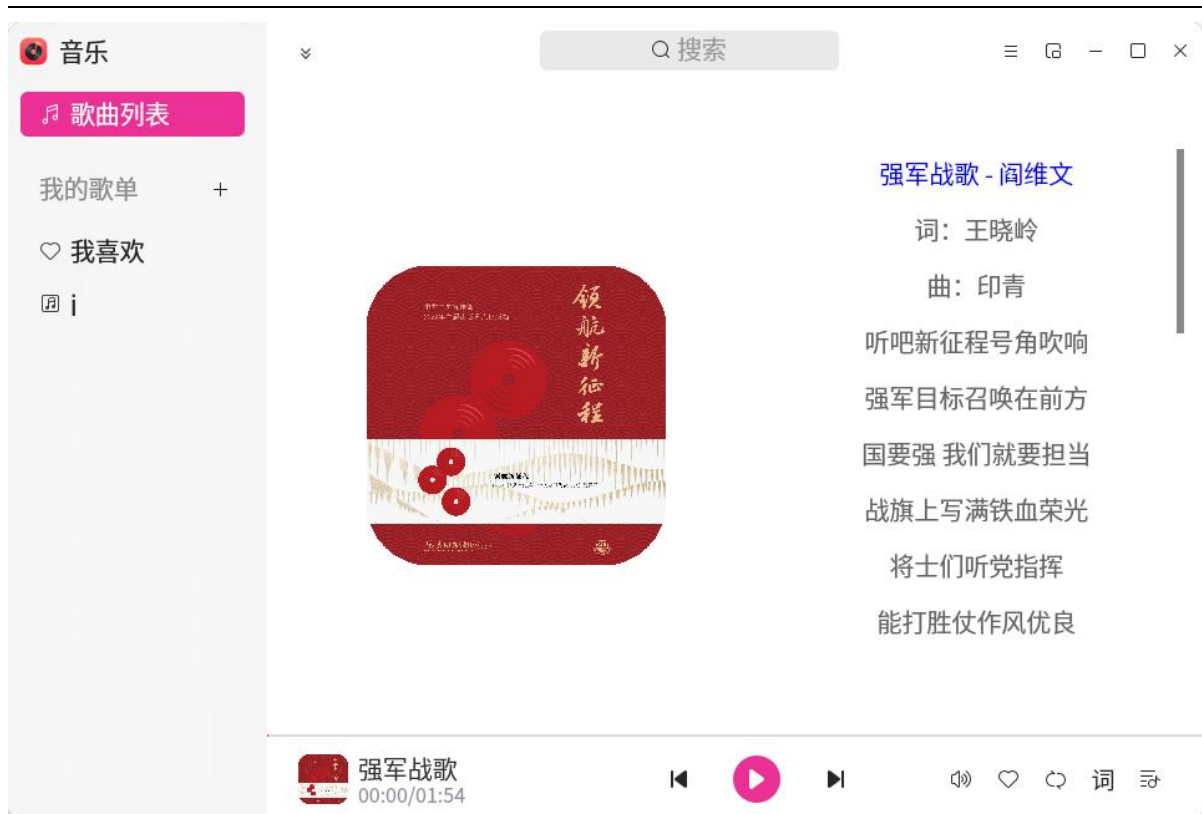 音乐
搜索
歌曲列表
我的歌单
我喜欢
i
领航新征程
强军战歌 - 阎维文
词：王晓岭
曲：印青
听吧新征程号角吹响
强军目标召唤在前方
国要强 我们就要担当
战旗上写满铁血荣光
将士们听党指挥
能打胜仗作风优良
强军战歌
00:00/01:54
词